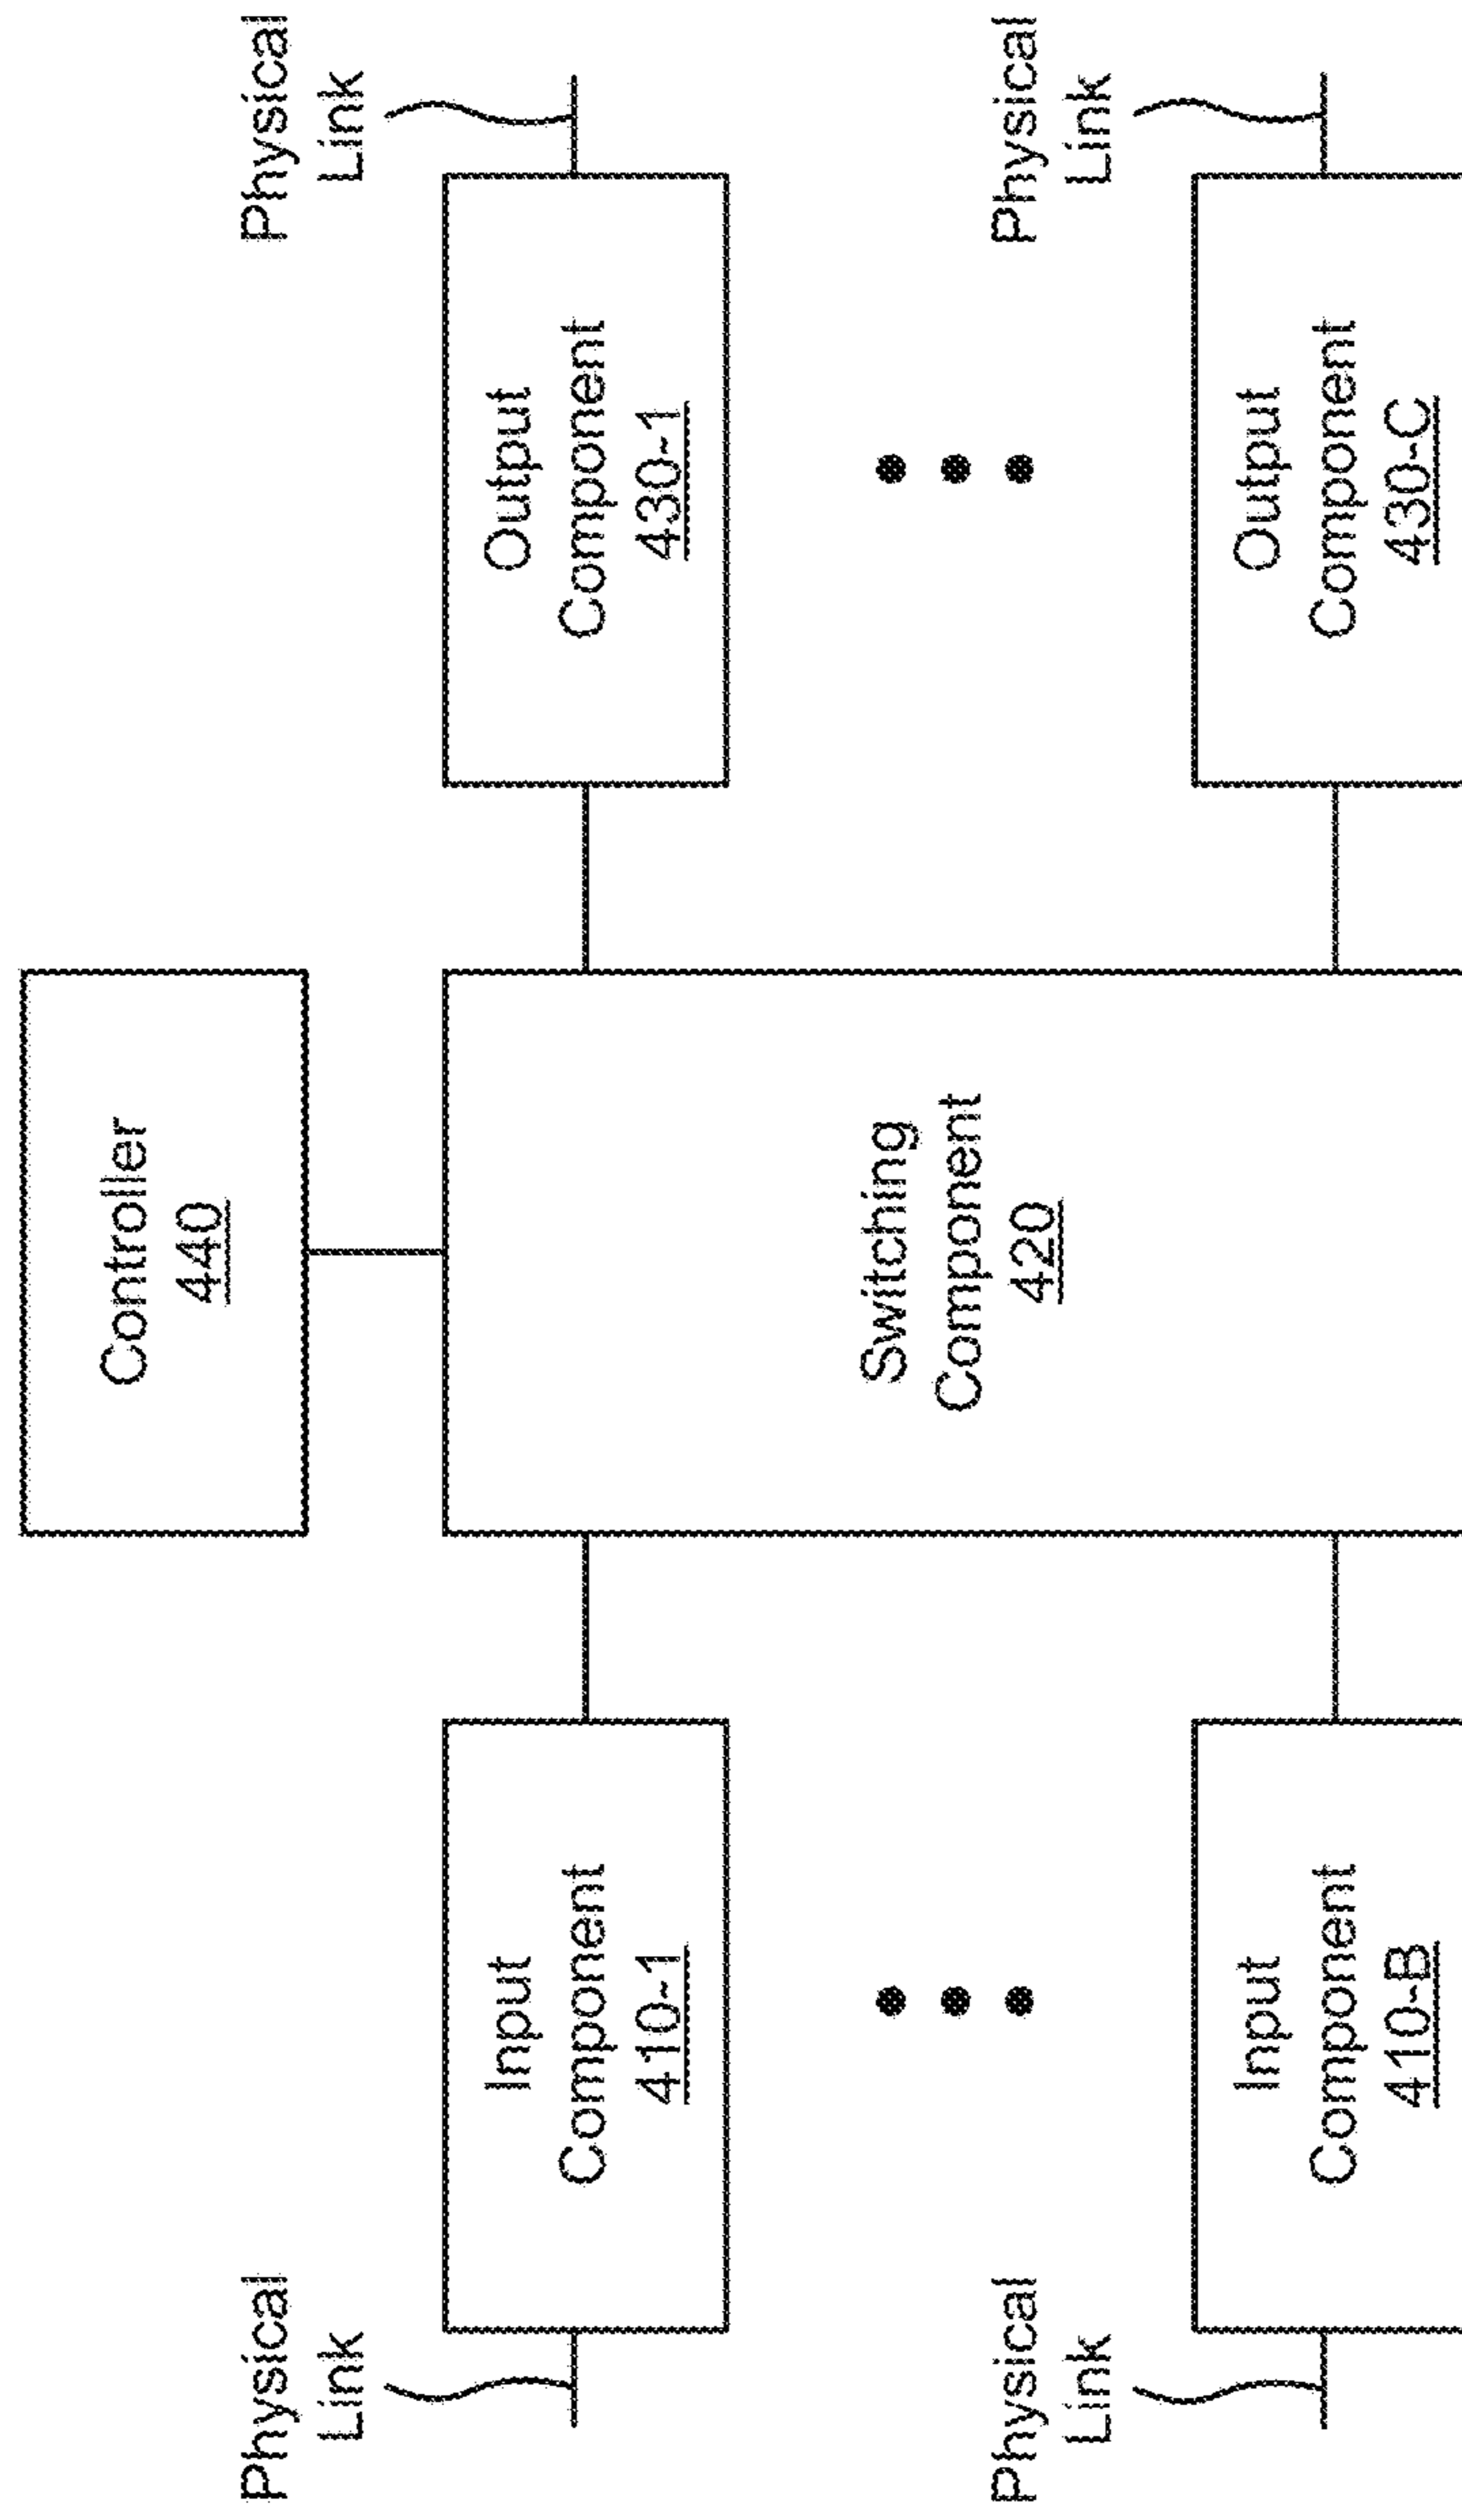 Controller
440
Physical
Link
Input
Component
410-1
Switching
Component
420
Output
Component
430-1
Physical
Link
Physical
Link
Input
Component
410-B
Output
Component
430-C
Physical
Link